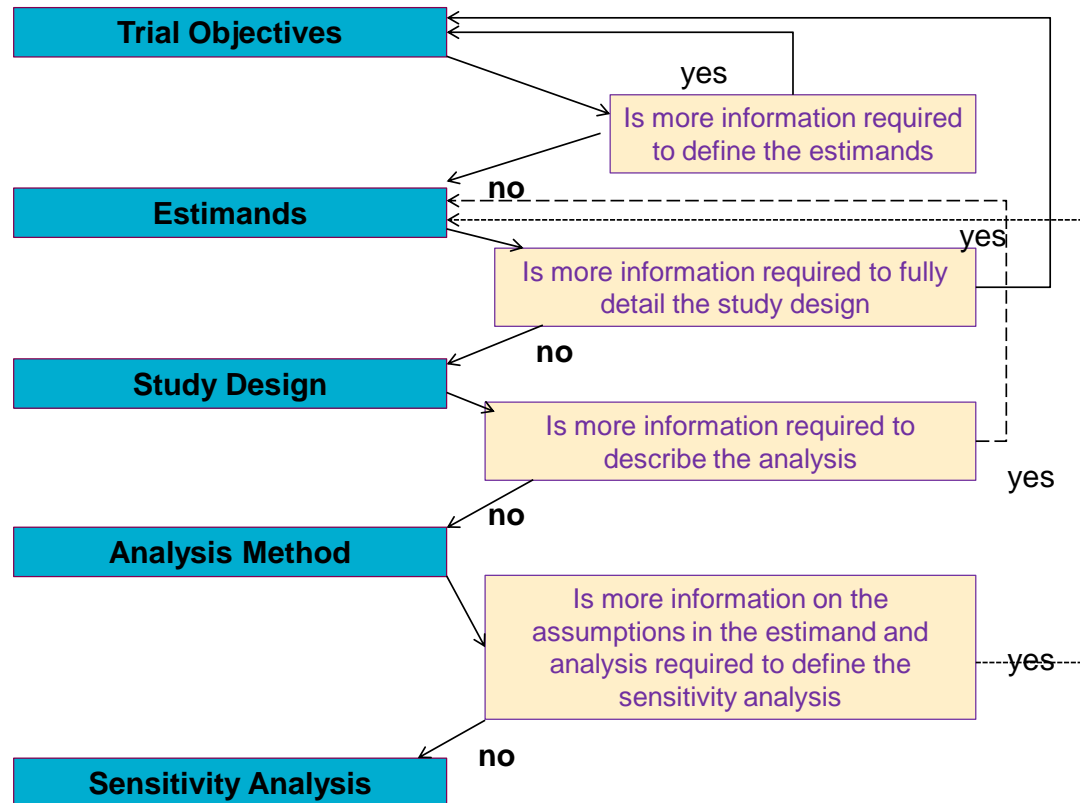 Trial Objectives
yes
Is more information required
to define the estimands
no
Estimands
yes
Is more information required to fully
detail the study design
no
Study Design
Is more information required to
describe the analysis
yes
no
Analysis Method
Is more information on the
assumptions in the estimand and
analysis required to define the
sensitivity analysis
yes
no
Sensitivity Analysis